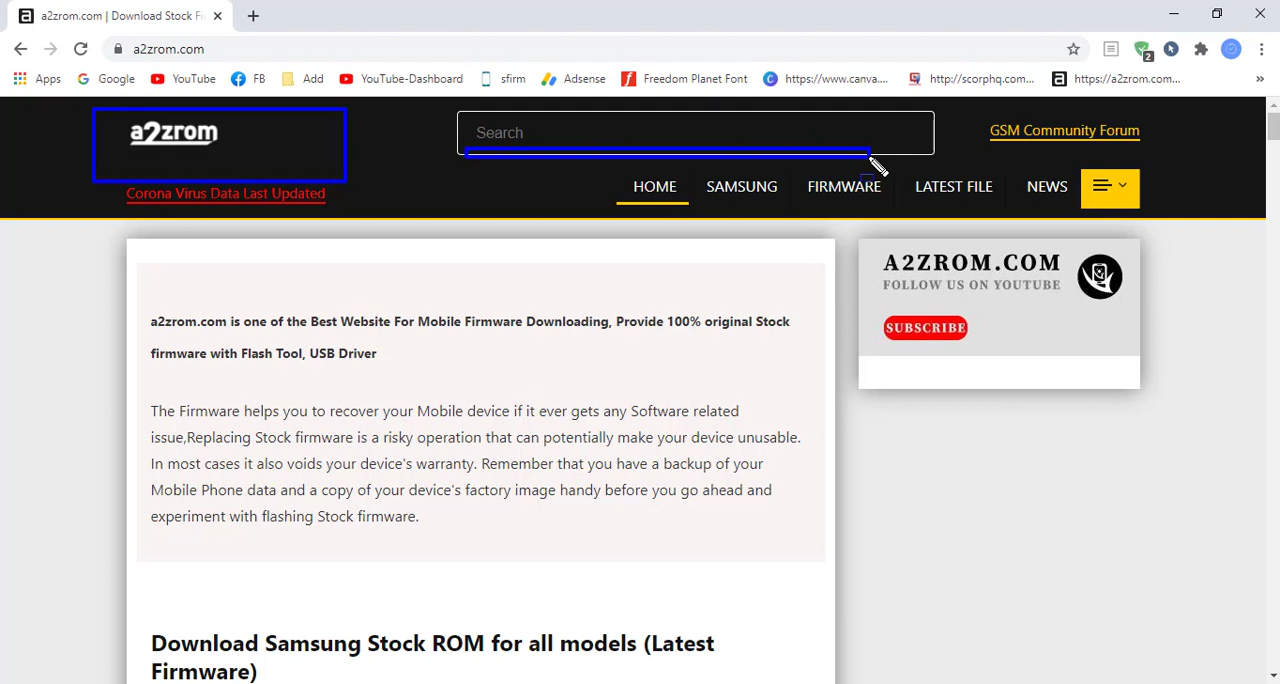 a2zrom.com | Download Stock Fi
a2zrom.com
2
Apps Google YouTube FB Add YouTube-Dashboard sfirm Adsense Freedom Planet Font https://www.canva.... http://scorphq.com... https://a2zrom.com... »
a2zrom
Search
GSM Community Forum
Corona Virus Data Last Updated
HOME SAMSUNG FIRMWARE LATEST FILE NEWS
a2zrom.com is one of the Best Website For Mobile Firmware Downloading, Provide 100% original Stock
firmware with Flash Tool, USB Driver
The Firmware helps you to recover your Mobile device if it ever gets any Software related
issue,Replacing Stock firmware is a risky operation that can potentially make your device unusable.
In most cases it also voids your device's warranty. Remember that you have a backup of your
Mobile Phone data and a copy of your device's factory image handy before you go ahead and
experiment with flashing Stock firmware.
Download Samsung Stock ROM for all models (Latest
Firmware)
A2ZROM.COM
FOLLOW US ON YOUTUBE
SUBSCRIBE